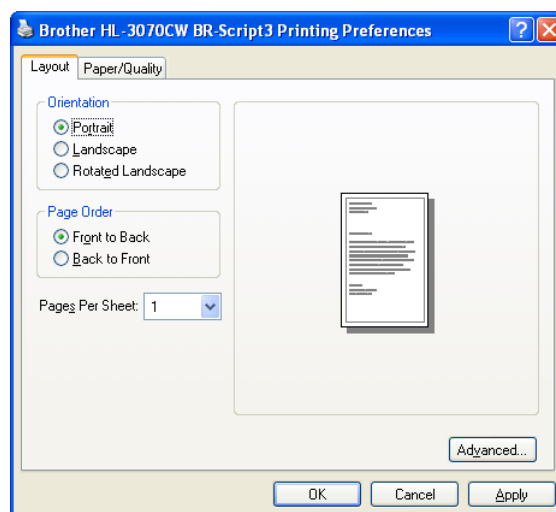 Brother HL-3070CW BR-Script3 Printing Preferences
Layout
Paper/Quality
Orientation
Portrait
Landscape
Rotated Landscape
Page Order
Front to Back
Back to Front
Pages Per Sheet: 1
Advanced...
OK
Cancel
Apply